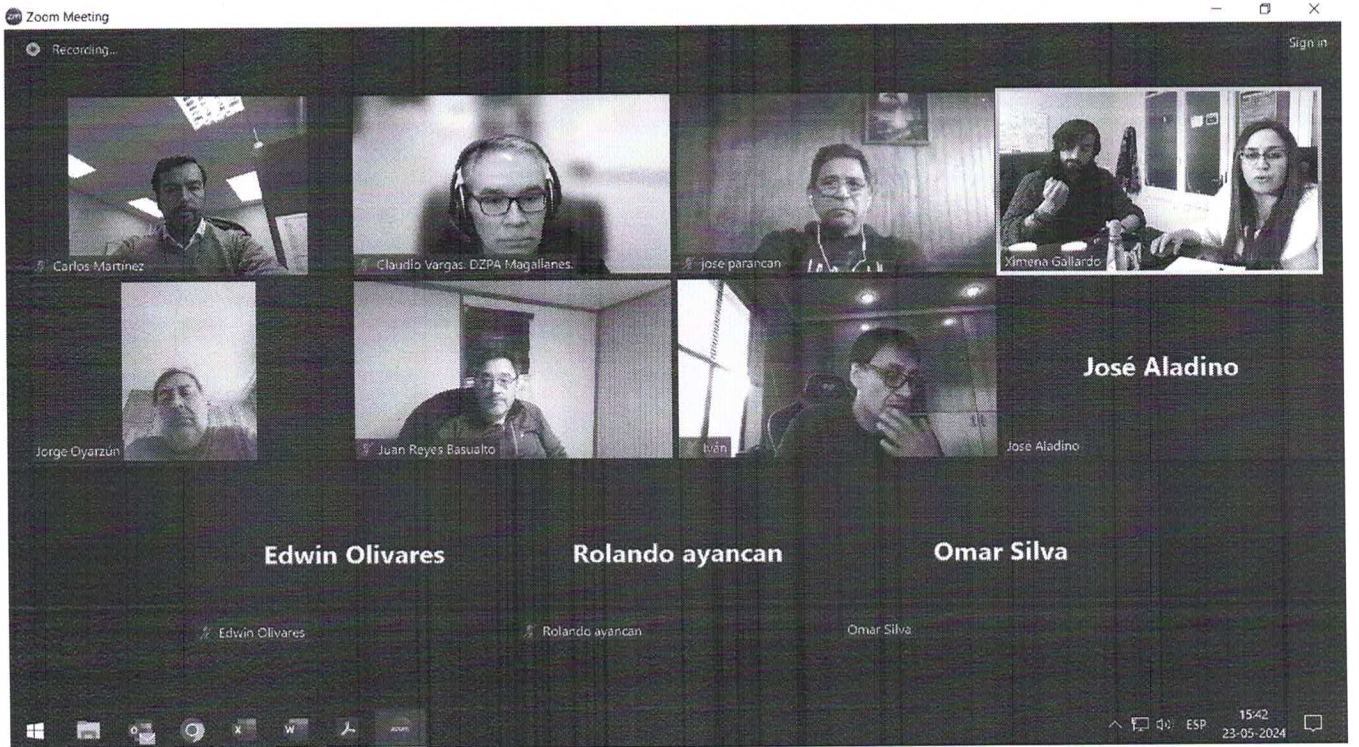 Zoom Meeting
Recording...
Sign in
Carlos Martinez
Claudio Vargas. DZPA Magallanes.
jose parancan
Ximena Gallardo
José Aladino
Jorge Oyarzún
Juan Reyes Basualto
Iván
José Aladino
Edwin Olivares
Rolando ayancan
Omar Silva
Edwin Olivares
Rolando ayancan
Omar Silva
zoom
ESP
15:42
23-05-2024